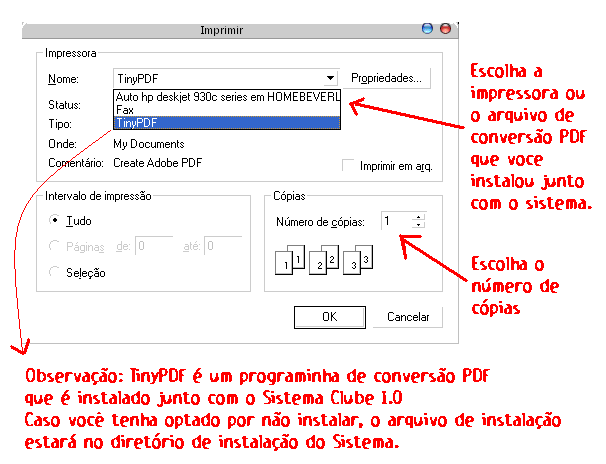 Imprimir
Impressora
Nome: TinyPDF Propriedades...
Auto hp deskjet 930c series em HOMEBEVERL
Status: Fax
Tipo: TinyPDF
Onde: My Documents
Comentário: Create Adobe PDF Imprimir em arq.
Escolha a
impressora ou
o arquivo de
conversão PDF
que voce
instalou junto
com o sistema.
Intervalo de impressão
Tudo
Páginas de: 0 até: 0
Seleção
Cópias
Número de cópias: 1
1 1 2 2 3 3
OK Cancelar
Escolha o
número de
cópias
Observação: TinyPDF é um programinha de conversão PDF
que é instalado junto com o Sistema Clube 1.0
Caso você tenha optado por não instalar, o arquivo de instalação
estará no diretório de instalação do Sistema.